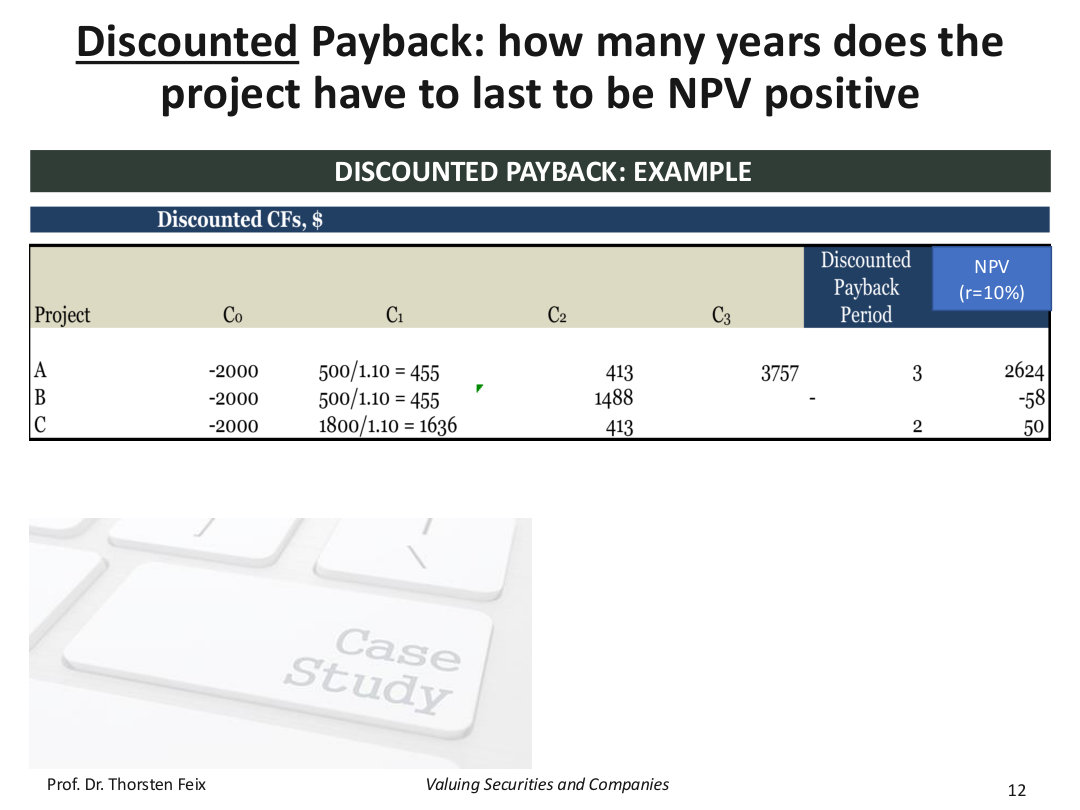 Discounted Payback: how many years does the
project have to last to be NPV positive
DISCOUNTED PAYBACK: EXAMPLE
Discounted CFs, $
Project C0 C1 C2 C3 Discounted Payback Period NPV (r=10%)
A -2000 500/1.10 = 455 413 3757 3 2624
B -2000 500/1.10 = 455 1488 - -58
C -2000 1800/1.10 = 1636 413 2 50
Case
Study
Prof. Dr. Thorsten Feix Valuing Securities and Companies 12